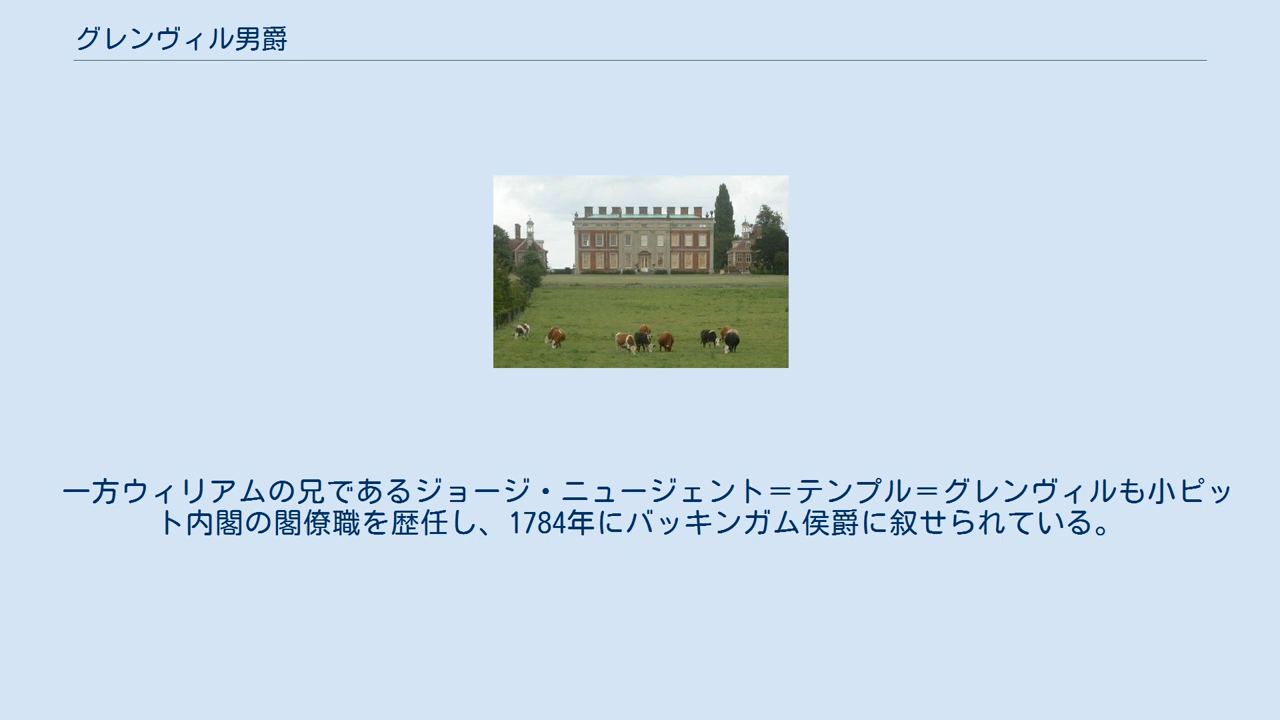 グレンヴィル男爵
一方ウィリアムの兄であるジョージ・ニュージェント＝テンプル＝グレンヴィルも小ピッ
ト内閣の閣僚職を歴任し、1784年にバッキンガム侯爵に叙せられている。